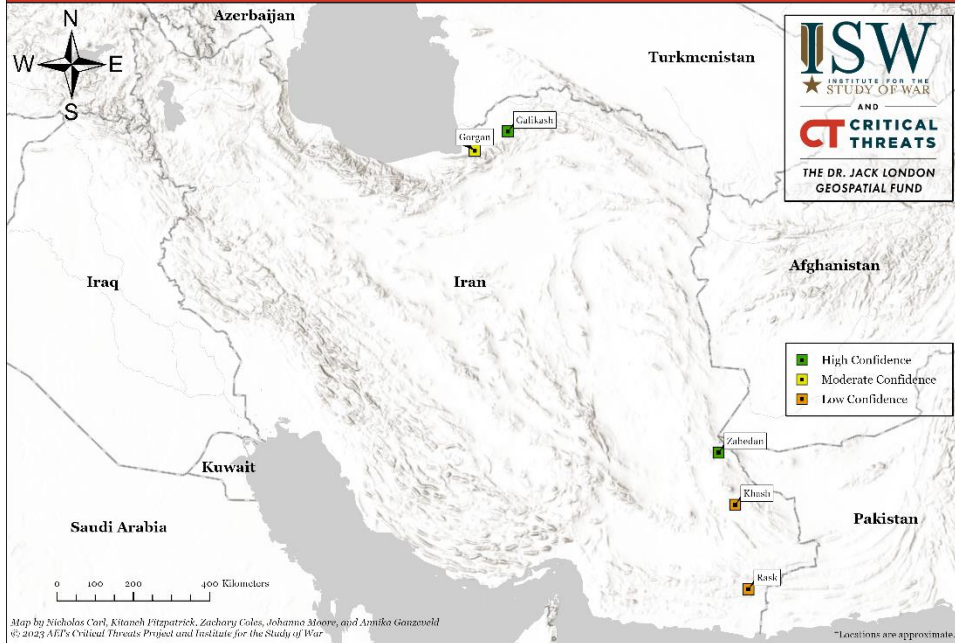 Azerbaijan
N
W E
S
Turkmenistan
ISW
INSTITUTE FOR THE
STUDY OF WAR
AND
CT CRITICAL
THREATS
THE DR. JACK LONDON
GEOSPATIAL FUND
Galikash
Gorgan
Iraq
Iran
Afghanistan
High Confidence
Moderate Confidence
Low Confidence
Zahedan
Kuwait
Khash
Saudi Arabia
Pakistan
Rask
0 100 200 400 Kilometers
Map by Nicholas Carl, Kitaneh Fitzpatrick, Zachary Coles, Johanna Moore, and Annika Ganzeveld
© 2023 AEI's Critical Threats Project and Institute for the Study of War
*Locations are approximate.